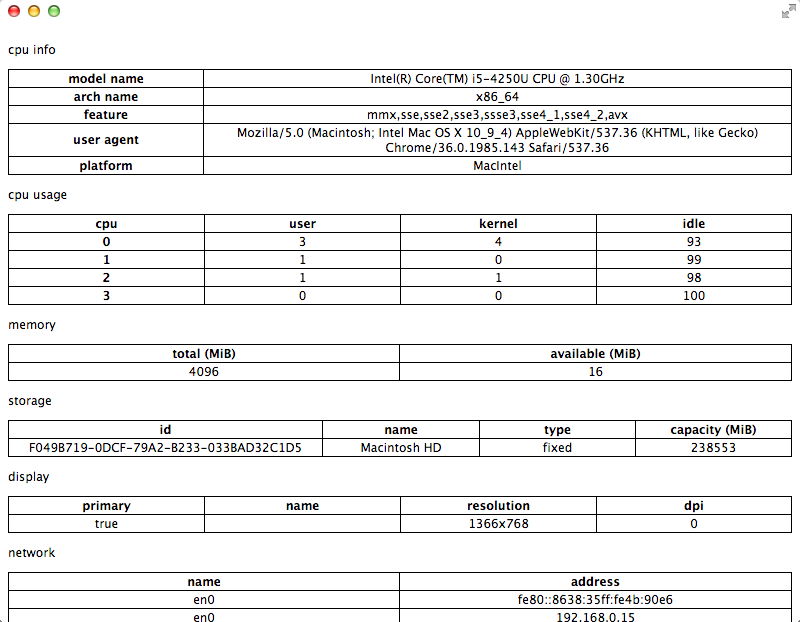 cpu info
model name Intel(R) Core(TM) i5-4250U CPU @ 1.30GHz
arch name x86_64
feature mmx,sse,sse2,sse3,ssse3,sse4_1,sse4_2,avx
user agent Mozilla/5.0 (Macintosh; Intel Mac OS X 10_9_4) AppleWebKit/537.36 (KHTML, like Gecko)
Chrome/36.0.1985.143 Safari/537.36
platform MacIntel
cpu usage
cpu user kernel idle
0 3 4 93
1 1 0 99
2 1 1 98
3 0 0 100
memory
total (MiB) available (MiB)
4096 16
storage
id name type capacity (MiB)
F049B719-0DCF-79A2-B233-033BAD32C1D5 Macintosh HD fixed 238553
display
primary name resolution dpi
true 1366x768 0
network
name address
en0 fe80::8638:35ff:fe4b:90e6
en0 192.168.0.15